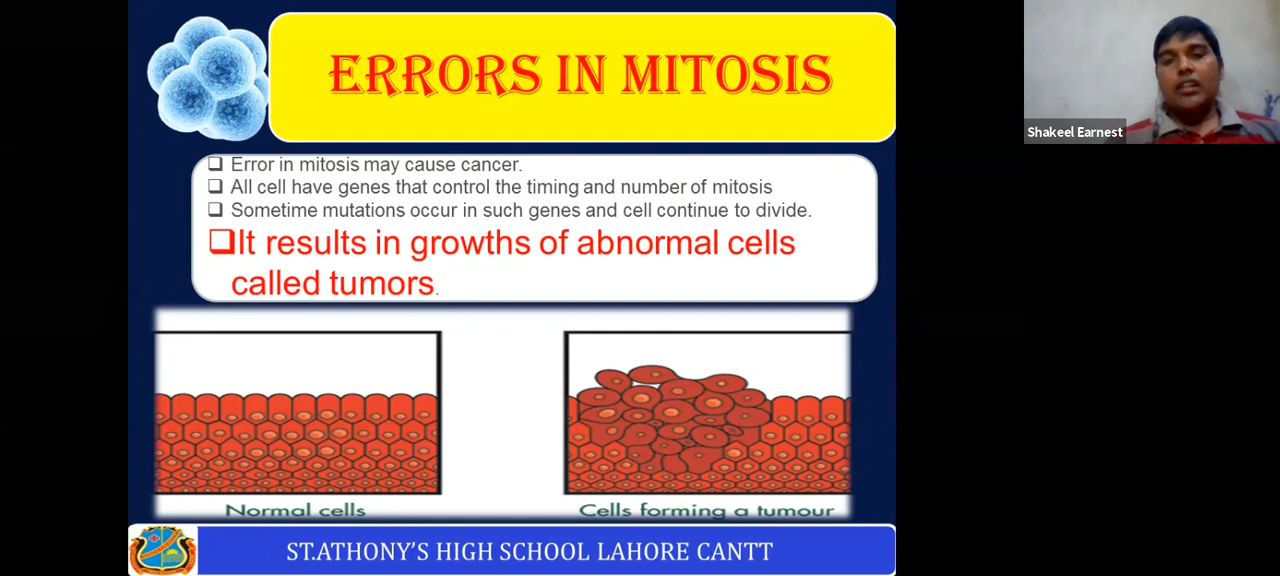 ERRORS IN MITOSIS
Shakeel Earnest
❑ Error in mitosis may cause cancer.
❑ All cell have genes that control the timing and number of mitosis
❑ Sometime mutations occur in such genes and cell continue to divide.
❑It results in growths of abnormal cells
called tumors.
Normal cells
Cells forming a tumour
ST.ATHONY'S HIGH SCHOOL LAHORE CANTT